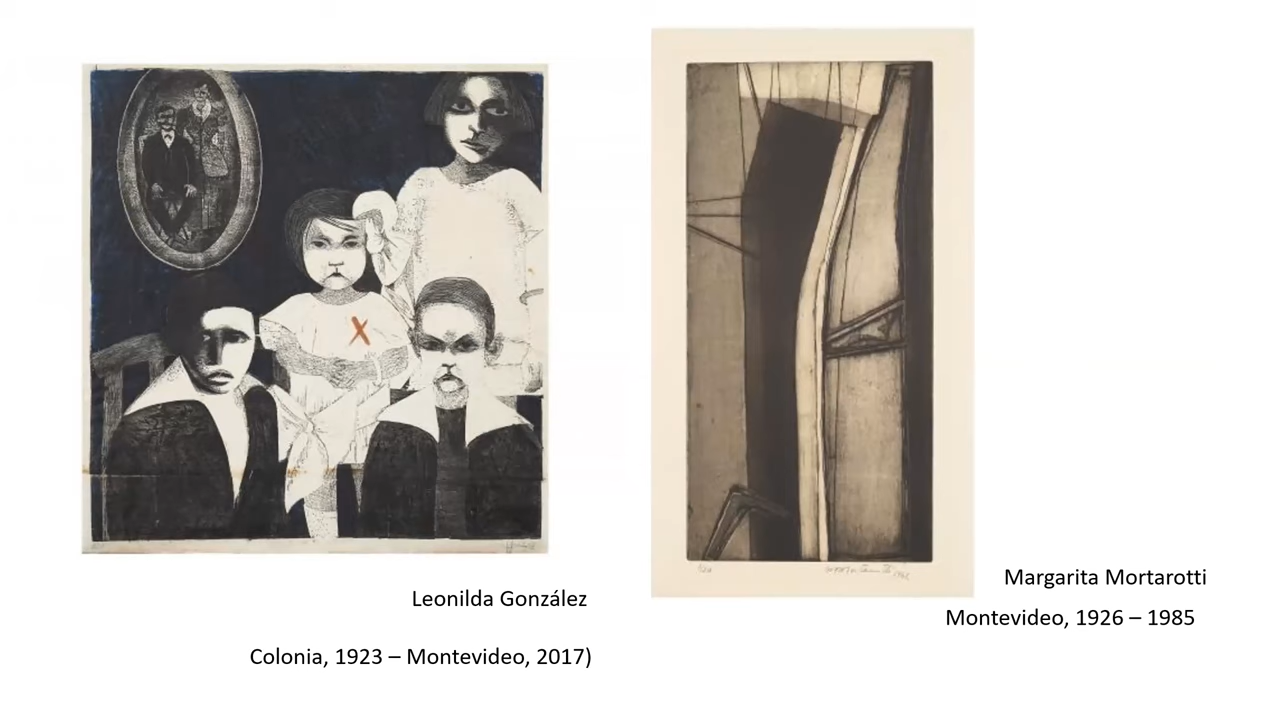 Leonilda González
Colonia, 1923 – Montevideo, 2017)
Margarita Mortarotti
Montevideo, 1926 – 1985